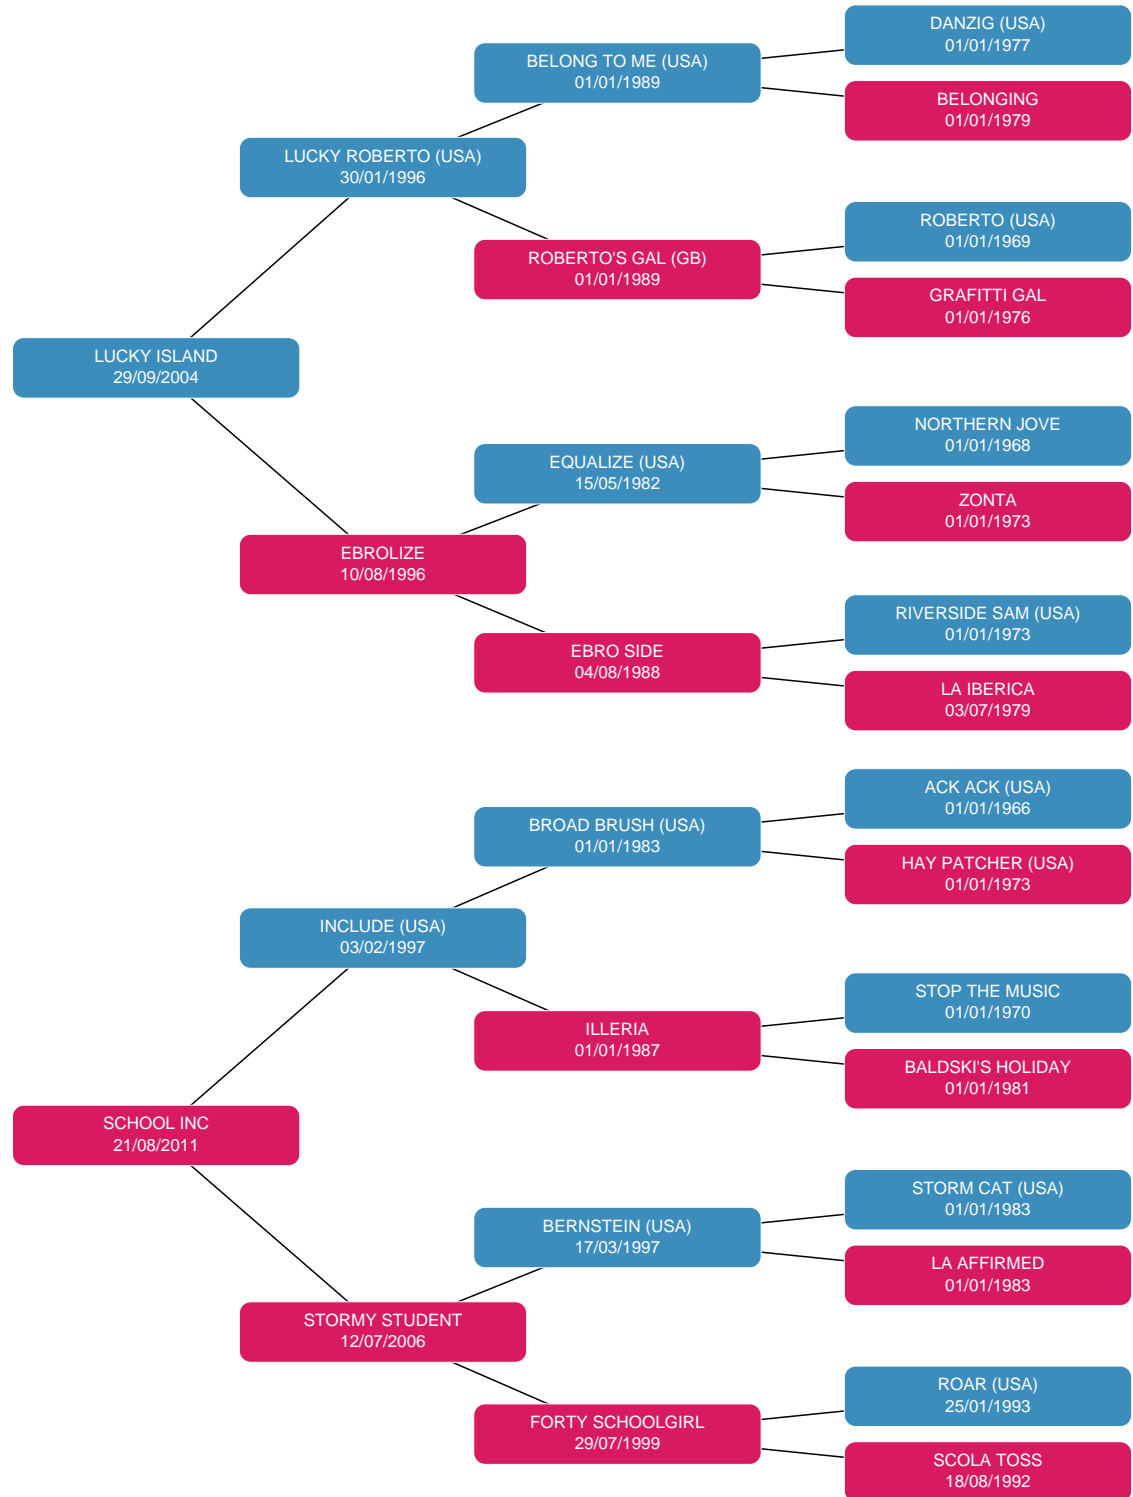 DANZIG (USA)
01/01/1977
BELONG TO ME (USA)
01/01/1989
BELONGING
01/01/1979
LUCKY ROBERTO (USA)
30/01/1996
ROBERTO (USA)
01/01/1969
ROBERTO'S GAL (GB)
01/01/1989
GRAFITTI GAL
01/01/1976
LUCKY ISLAND
29/09/2004
NORTHERN JOVE
01/01/1968
EQUALIZE (USA)
15/05/1982
ZONTA
01/01/1973
EBROLIZE
10/08/1996
RIVERSIDE SAM (USA)
01/01/1973
EBRO SIDE
04/08/1988
LA IBERICA
03/07/1979
ACK ACK (USA)
01/01/1966
BROAD BRUSH (USA)
01/01/1983
HAY PATCHER (USA)
01/01/1973
INCLUDE (USA)
03/02/1997
STOP THE MUSIC
01/01/1970
ILLERIA
01/01/1987
BALDSKI'S HOLIDAY
01/01/1981
SCHOOL INC
21/08/2011
STORM CAT (USA)
01/01/1983
BERNSTEIN (USA)
17/03/1997
LA AFFIRMED
01/01/1983
STORMY STUDENT
12/07/2006
ROAR (USA)
25/01/1993
FORTY SCHOOLGIRL
29/07/1999
SCOLA TOSS
18/08/1992